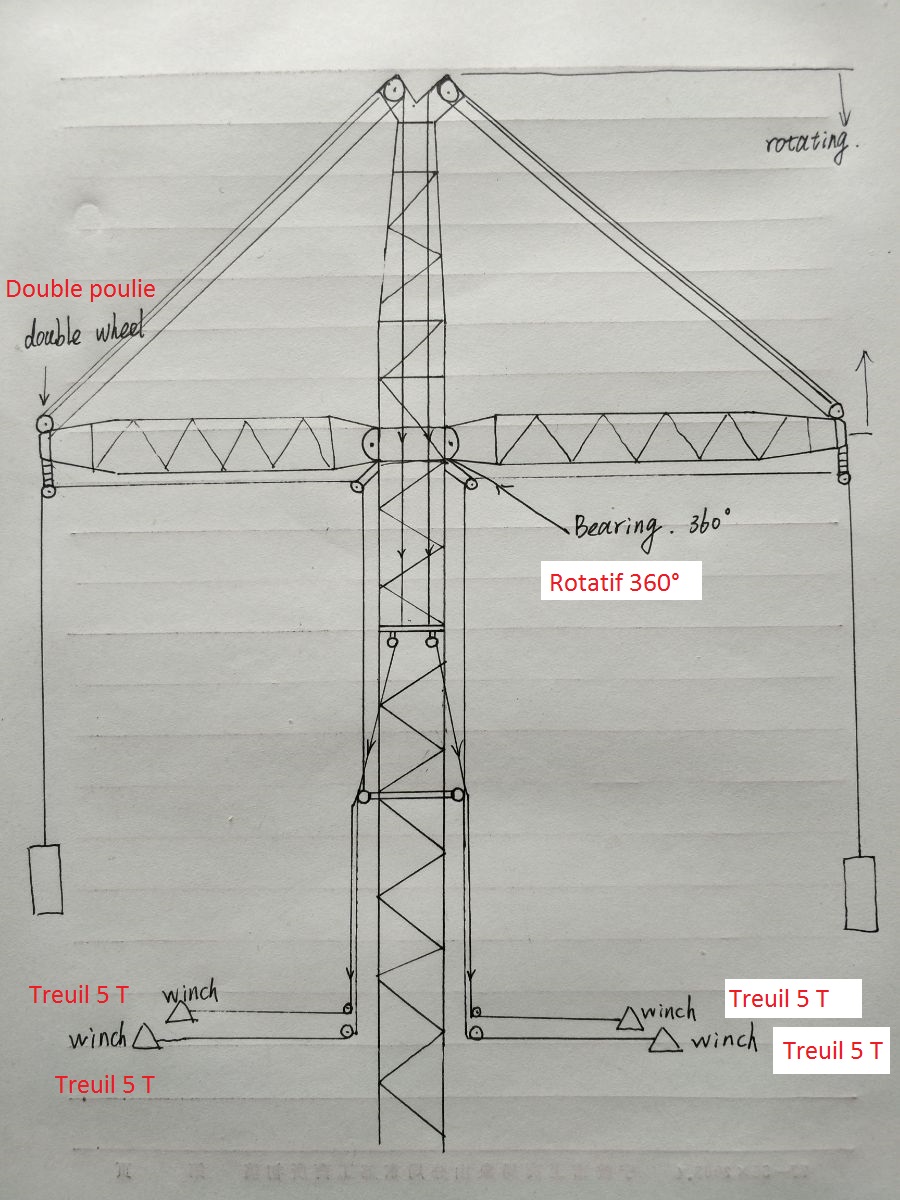 rotating.
Double poulie
double wheel
Bearing. 360°
Rotatif 360°
Treuil 5 T
winch
winch
Treuil 5 T
winch
Treuil 5 T
winch
Treuil 5 T